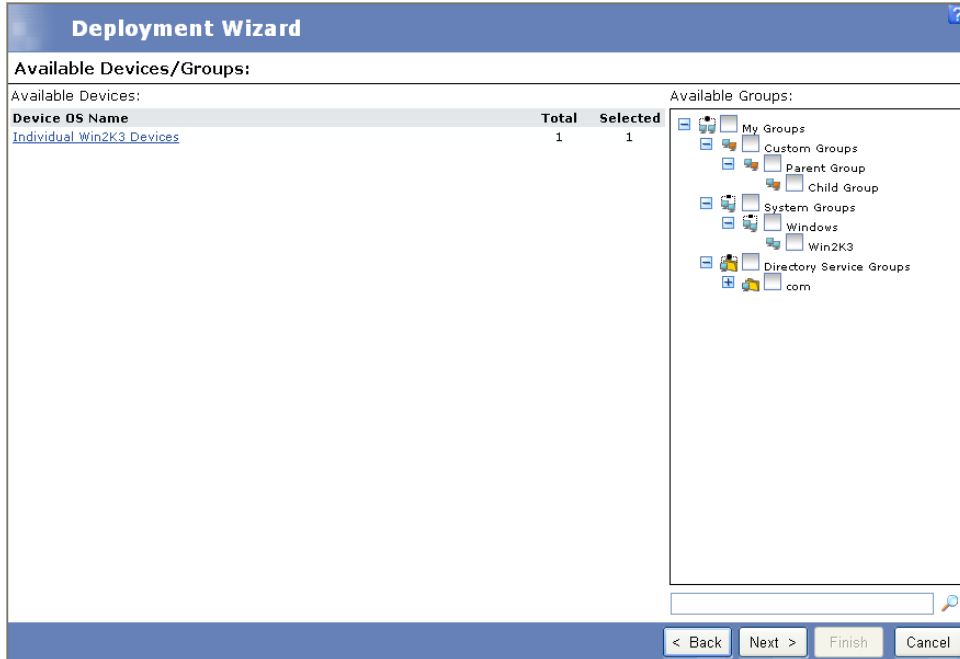 Deployment Wizard
?
Available Devices/Groups:
Available Devices:
Device OS Name Total Selected
Individual Win2K3 Devices 1 1
Available Groups:
My Groups
Custom Groups
Parent Group
Child Group
System Groups
Windows
Win2K3
Directory Service Groups
com
< Back Next > Finish Cancel